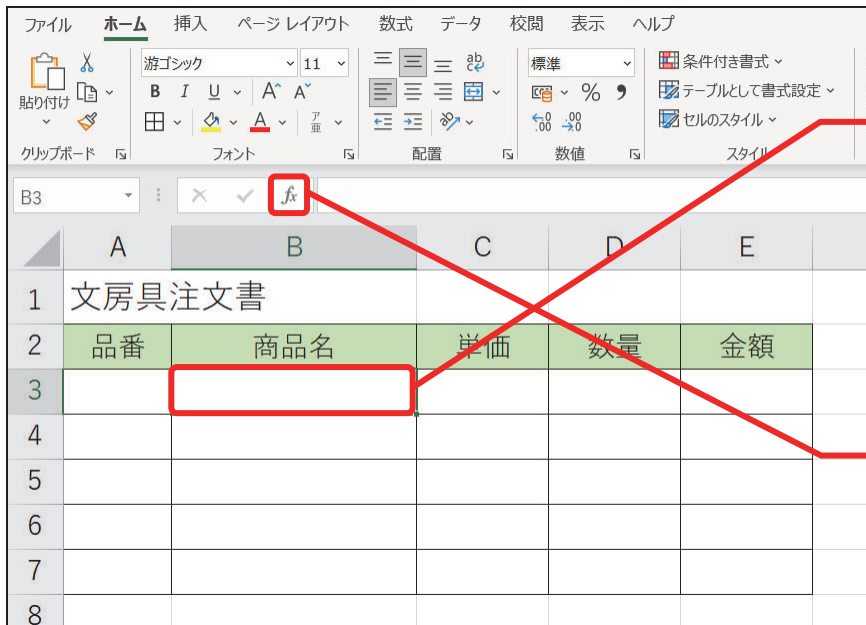 ファイル ホーム 挿入 ページ レイアウト 数式 データ 校閲 表示 ヘルプ
游ゴシック 11 ab 標準 条件付き書式
貼り付け B I U A A % テーブルとして書式設定
A ア亜 .00 .0 セルのスタイル
クリップボード フォント 配置 数値 スタイル
B3 fx
A B C D E
1 文房具注文書
2 品番 商品名 単価 数量 金額
3
4
5
6
7
8